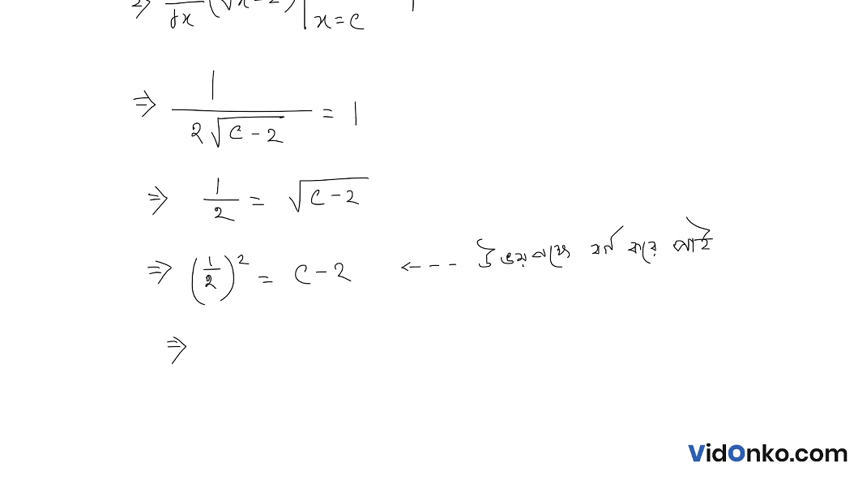 ⇒ d/dx (√x-2) |x=c 1
⇒ 1/(2√(c-2)) = 1
⇒ 1/2 = √(c-2)
⇒ (1/2)² = c-2 ←--- উভয়পক্ষে বর্গ করে পাই
⇒
VidOnko.com